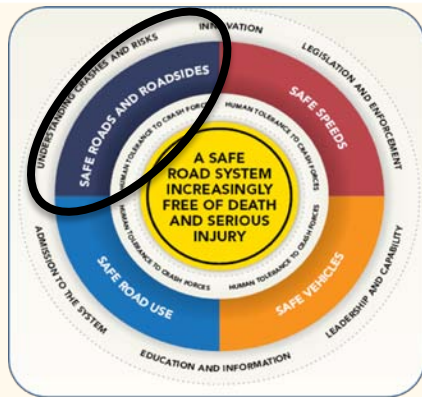 INNOVATION
UNDERSTANDING CRASHES AND RISKS
LEGISLATION AND ENFORCEMENT
SAFE ROADS AND ROADSIDES
SAFE SPEEDS
HUMAN TOLERANCE TO CRASH FORCES
HUMAN TOLERANCE TO CRASH FORCES
A SAFE
ROAD SYSTEM
INCREASINGLY
FREE OF DEATH
AND SERIOUS
INJURY
HUMAN TOLERANCE TO CRASH FORCES
HUMAN TOLERANCE TO CRASH FORCES
SAFE ROAD USE
SAFE VEHICLES
ADMISSION TO THE SYSTEM
LEADERSHIP AND CAPABILITY
EDUCATION AND INFORMATION